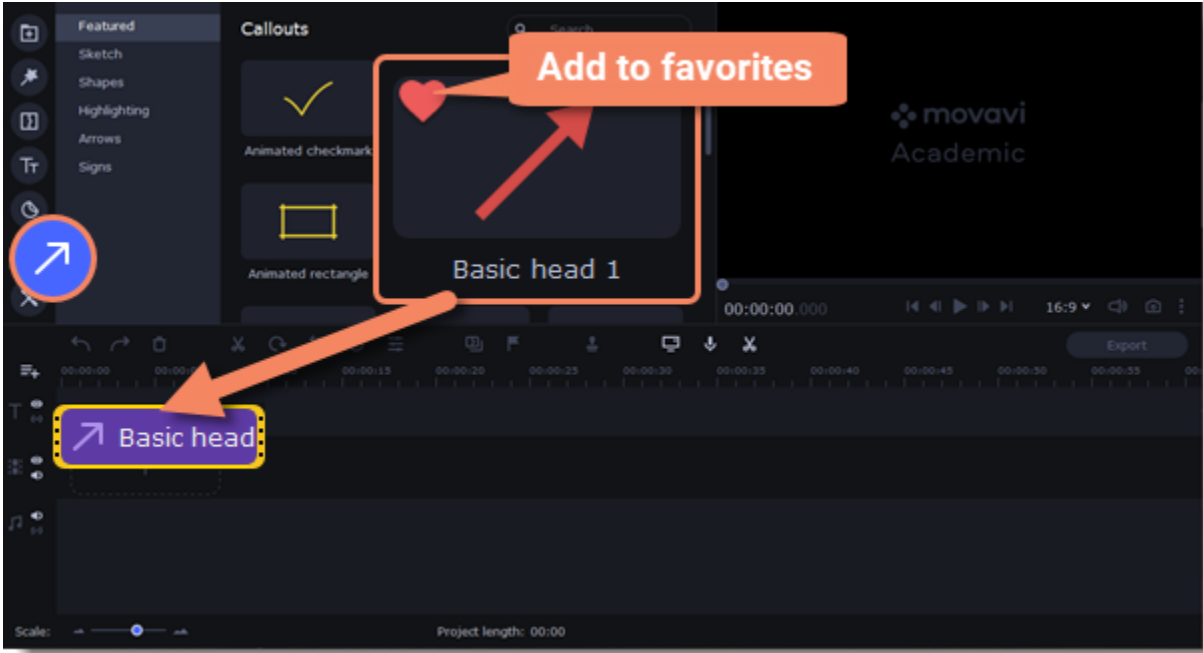 Featured
Sketch
Shapes
Highlighting
Arrows
Signs
Callouts
Search
Add to favorites
Animated checkmark
Basic head 1
Animated rectangle
movavi
Academic
00:00:00.000
16:9
Export
00:00:00
00:00:15
00:00:20
00:00:25
00:00:30
00:00:35
00:00:40
00:00:45
00:00:50
00:00:55
Basic head
Scale:
Project length: 00:00